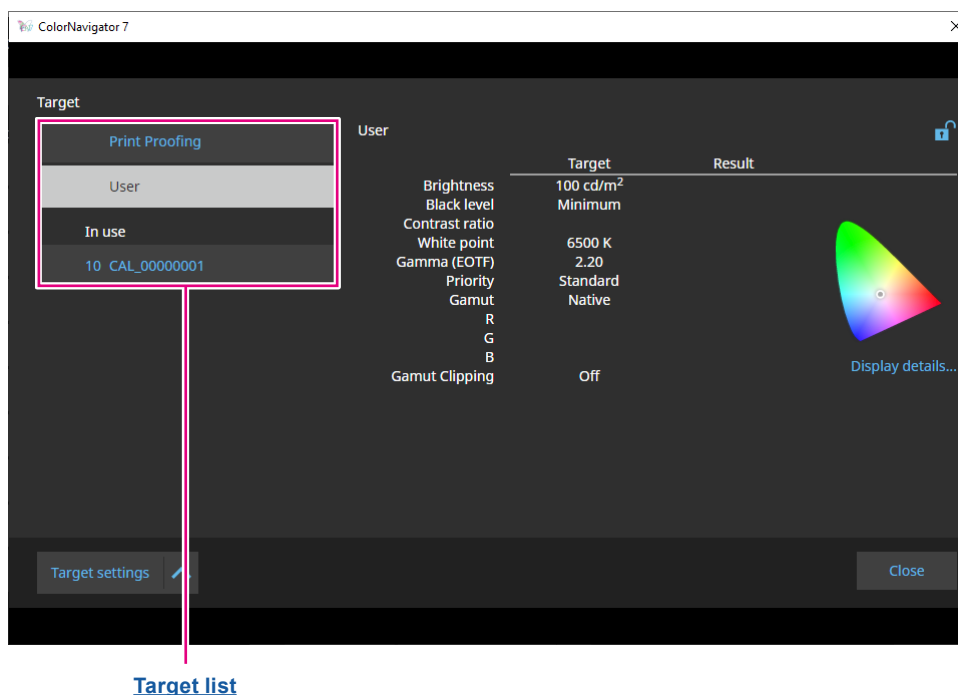 ColorNavigator 7
Target
Print Proofing
User
In use
10 CAL_00000001
User
Target Result
Brightness 100 cd/m²
Black level Minimum
Contrast ratio
White point 6500 K
Gamma (EOTF) 2.20
Priority Standard
Gamut Native
R
G
B
Gamut Clipping Off
Display details...
Target settings
Close
Target list